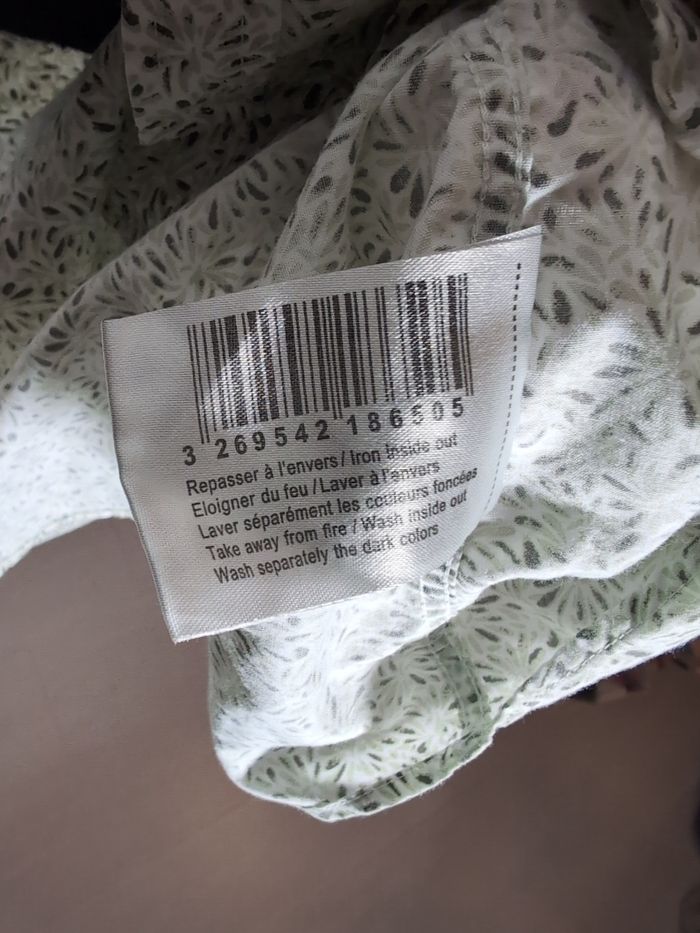 3 269542 186505
Repasser à l'envers / Iron inside out
Eloigner du feu / Laver à l'envers
Laver séparément les couleurs foncées
Take away from fire / Wash inside out
Wash separately the dark colors